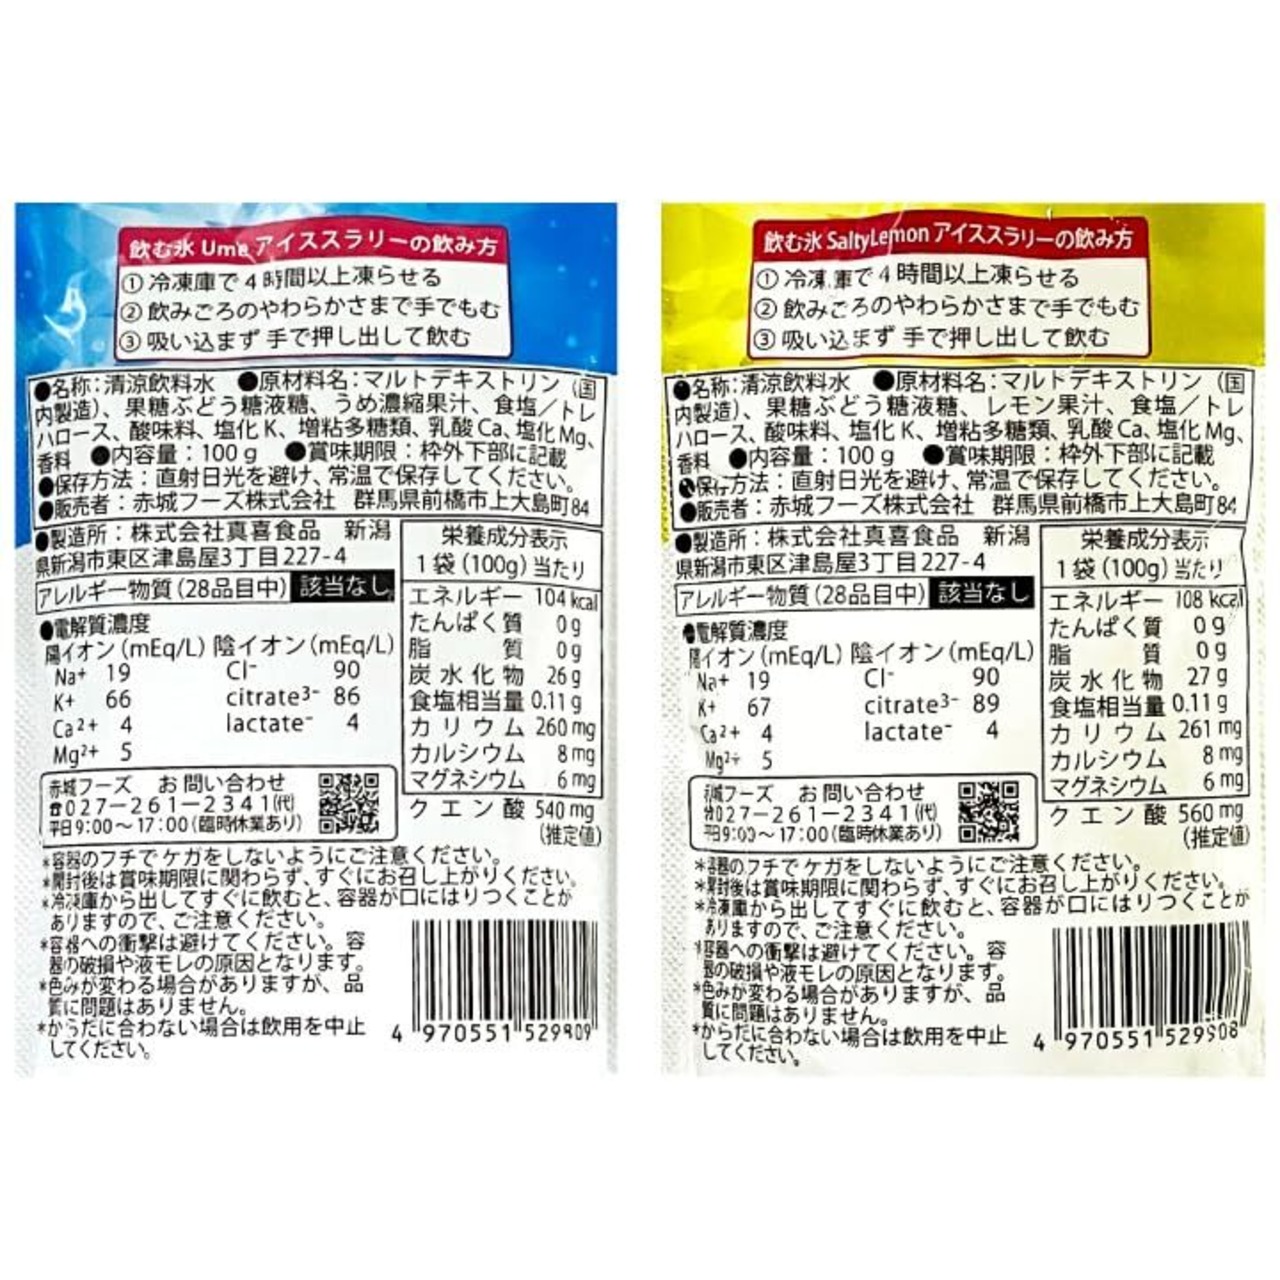 飲む氷 Ume アイススラリーの飲み方
① 冷凍庫で 4 時間以上凍らせる
② 飲みごろのやわらかさまで手でもむ
③ 吸い込まず 手で押し出して飲む
●名称：清涼飲料水 ●原材料名：マルトデキストリン（国
内製造）、果糖ぶどう糖液糖、うめ濃縮果汁、食塩／トレ
ハロース、酸味料、塩化 K、増粘多糖類、乳酸 Ca、塩化 Mg、
香料 ●内容量：100 g ●賞味期限：枠外下部に記載
●保存方法：直射日光を避け、常温で保存してください。
●販売者：赤城フーズ株式会社 群馬県前橋市上大島町84
●製造所：株式会社真喜食品 新潟
県新潟市東区津島屋3丁目227-4
アレルギー物質（28品目中） 該当なし
●電解質濃度
陽イオン（mEq/L） 陰イオン（mEq/L）
Na+ 19 Cl- 90
K+ 66 citrate3- 86
Ca2+ 4 lactate- 4
Mg2+ 5
栄養成分表示
1 袋（100g）当たり
エネルギー 104 kcal
たんぱく質 0 g
脂質 0 g
炭水化物 26 g
食塩相当量 0.11 g
カリウム 260 mg
カルシウム 8 mg
マグネシウム 6 mg
クエン酸 540 mg
（推定値）
赤城フーズ お問い合わせ
☎027−261−2341㈹
平日9:00〜17:00（臨時休業あり）
*容器のフチでケガをしないようにご注意ください。
*開封後は賞味期限に関わらず、すぐにお召し上がりください。
*冷凍庫から出してすぐに飲むと、容器が口にはりつくことが
ありますので、ご注意ください。
*容器への衝撃は避けてください。容
器の破損や液モレの原因となります。
*色みが変わる場合がありますが、品
質に問題はありません。
*からだに合わない場合は飲用を中止
してください。
4 970551 529809
飲む氷 SaltyLemon アイススラリーの飲み方
① 冷凍庫で 4 時間以上凍らせる
② 飲みごろのやわらかさまで手でもむ
③ 吸い込まず 手で押し出して飲む
●名称：清涼飲料水 ●原材料名：マルトデキストリン（国
内製造）、果糖ぶどう糖液糖、レモン果汁、食塩／トレ
ハロース、酸味料、塩化 K、増粘多糖類、乳酸 Ca、塩化 Mg、
香料 ●内容量：100 g ●賞味期限：枠外下部に記載
●保存方法：直射日光を避け、常温で保存してください。
●販売者：赤城フーズ株式会社 群馬県前橋市上大島町84
●製造所：株式会社真喜食品 新潟
県新潟市東区津島屋3丁目227-4
アレルギー物質（28品目中） 該当なし
●電解質濃度
陽イオン（mEq/L） 陰イオン（mEq/L）
Na+ 19 Cl- 90
K+ 67 citrate3- 89
Ca2+ 4 lactate- 4
Mg2+ 5
栄養成分表示
1 袋（100g）当たり
エネルギー 108 kcal
たんぱく質 0 g
脂質 0 g
炭水化物 27 g
食塩相当量 0.11 g
カリウム 261 mg
カルシウム 8 mg
マグネシウム 6 mg
クエン酸 560 mg
（推定値）
赤城フーズ お問い合わせ
☎027−261−2341㈹
平日9:00〜17:00（臨時休業あり）
*容器のフチでケガをしないようにご注意ください。
*開封後は賞味期限に関わらず、すぐにお召し上がりください。
*冷凍庫から出してすぐに飲むと、容器が口にはりつくことが
ありますので、ご注意ください。
*容器への衝撃は避けてください。容
器の破損や液モレの原因となります。
*色みが変わる場合がありますが、品
質に問題はありません。
*からだに合わない場合は飲用を中止
してください。
4 970551 529908